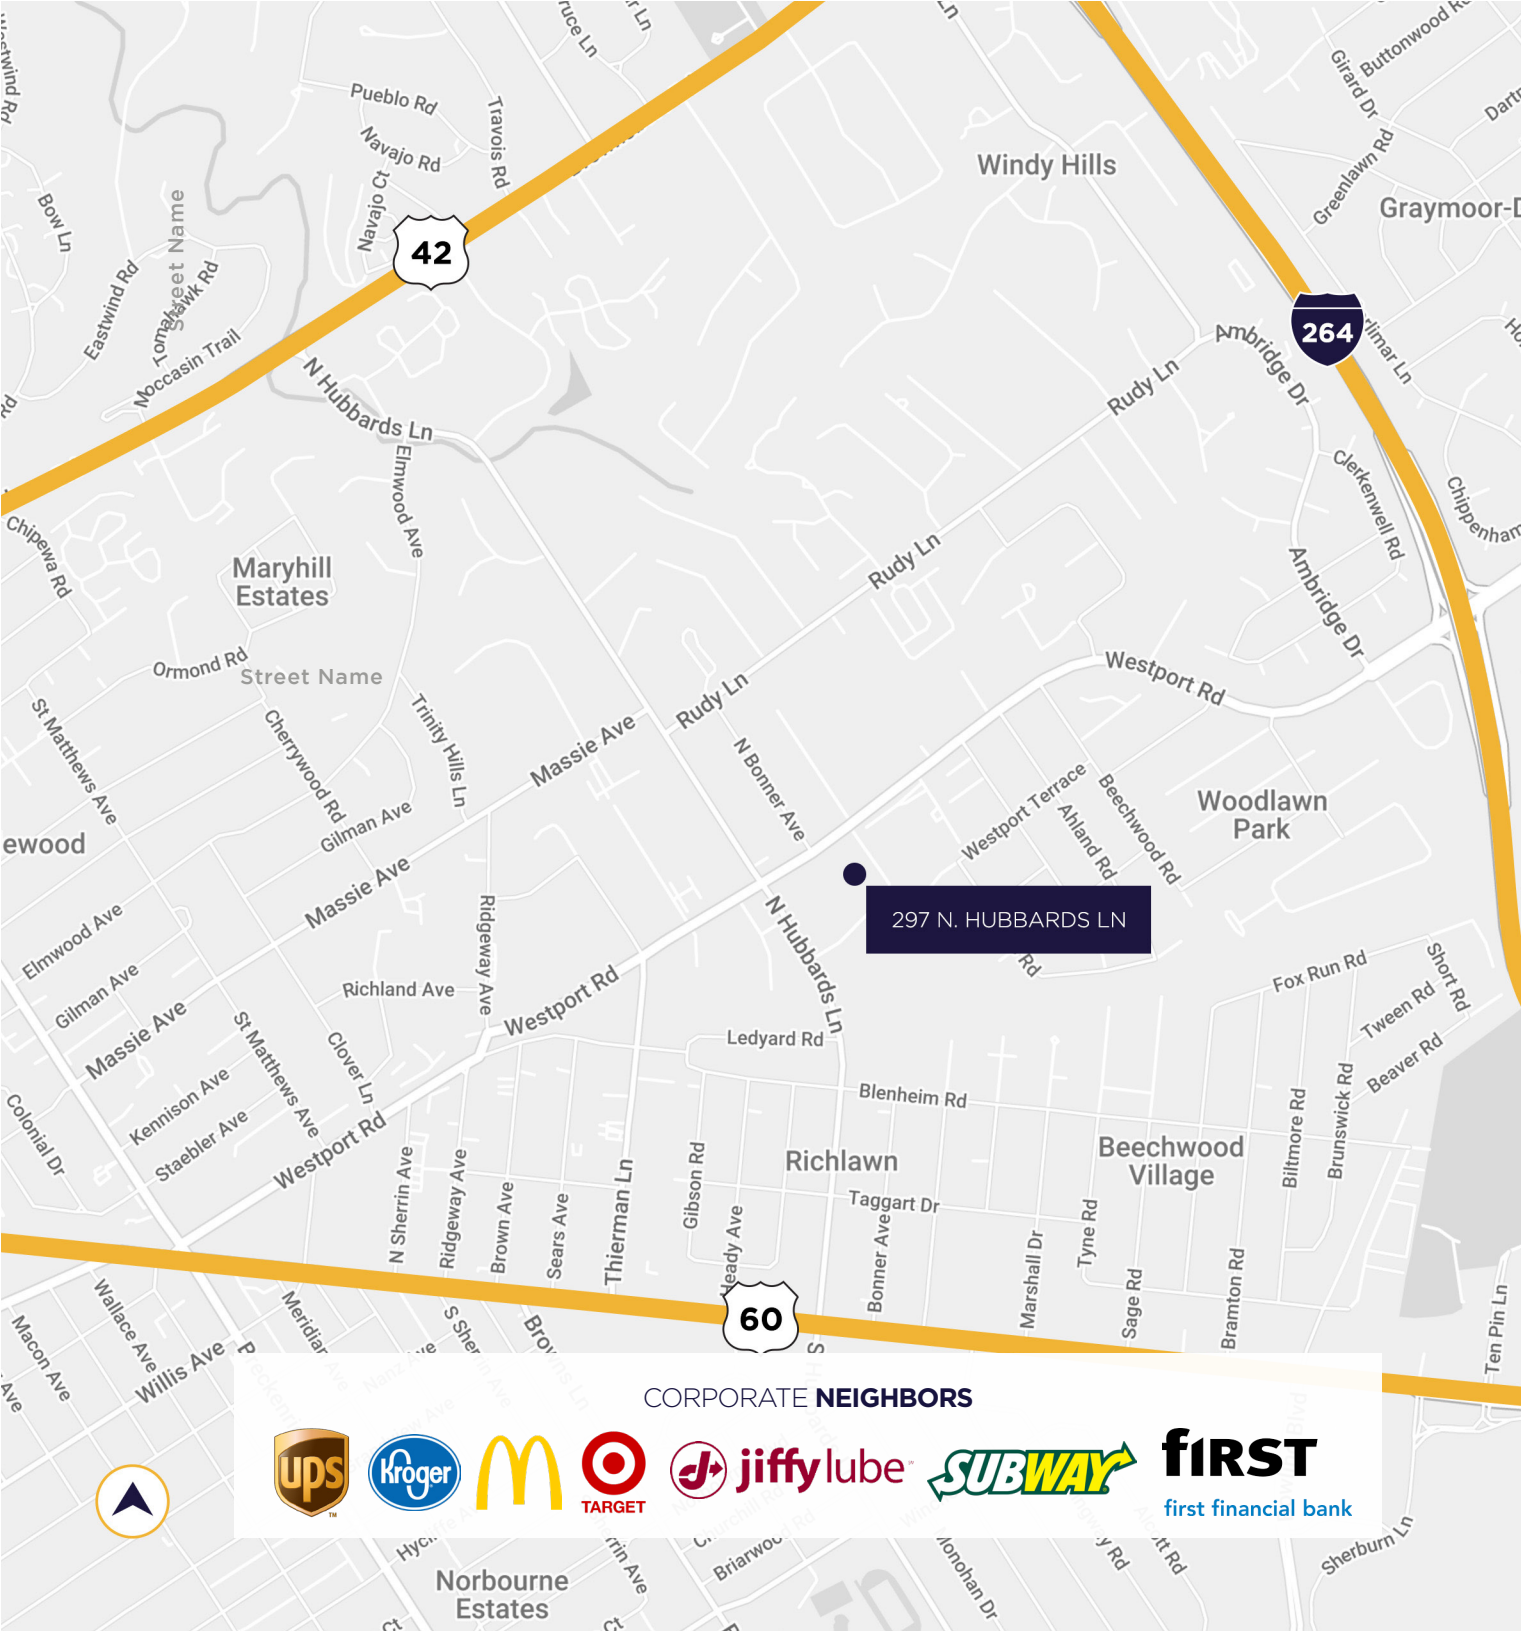 Pueblo Rd
Travois Rd
Navajo Rd
Navajo Ct
Windy Hills
Girard Dr
Buttonwood
Greenlawn Rd
Bow Ln
Street Name
Eastwind Rd
Tomahawk Rd
Moccasin Trail
42
264
Ambridge Dr
Rudy Ln
N Hubbards Ln
Elmwood Ave
Clerkenwell Rd
Chippenham
Chipewa Rd
Maryhill
Estates
Rudy Ln
Ambridge Dr
Ormond Rd
Street Name
Westport Rd
St Matthews Ave
Cherrywood Rd
Trinity Hills Ln
Rudy Ln
Massie Ave
N Bonner Ave
Westport Terrace
Beechwood Rd
Ahland Rd
Woodlawn
Park
Gilman Ave
Massie Ave
297 N. HUBBARDS LN
Rd
Elmwood Ave
Ridgeway Ave
N Hubbards Ln
Gilman Ave
Richland Ave
Westport Rd
Fox Run Rd
Short Rd
Tween Rd
Massie Ave
St Matthews Ave
Clover Ln
Ledyard Rd
Beaver Rd
Kennison Ave
Staebler Ave
Colonial Dr
Blenheim Rd
Westport Rd
Biltmore Rd
Brunswick Rd
Richlawn
Beechwood
Village
Taggart Dr
N Sherrin Ave
Ridgeway Ave
Brown Ave
Sears Ave
Thierman Ln
Gibson Rd
Heady Ave
Bonner Ave
Marshall Dr
Tyne Rd
Sage Rd
Bramton Rd
Ten Pin Ln
60
Wallace Ave
Macon Ave
Willis Ave
CORPORATE NEIGHBORS
ups
Kroger
TARGET
jiffy lube
SUBWAY
fiRST
first financial bank
Briarwood Rd
Monohan Dr
Sherburn Ln
Norbourne
Estates
Ct
Ct